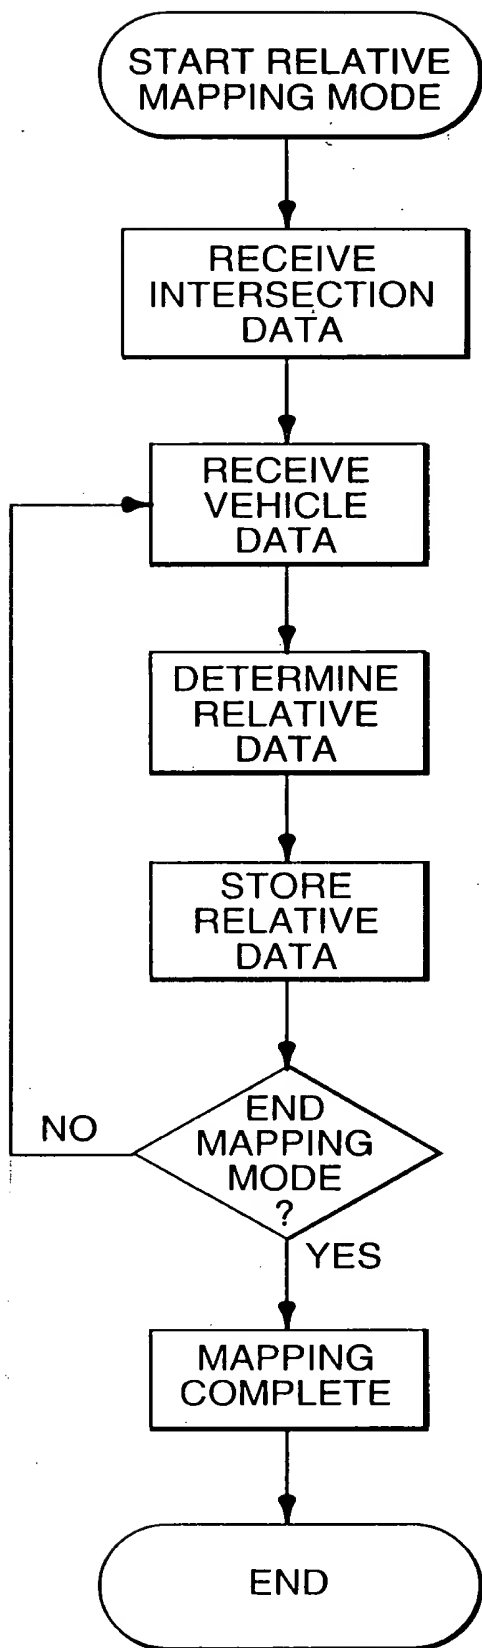 START RELATIVE
MAPPING MODE
RECEIVE
INTERSECTION
DATA
RECEIVE
VEHICLE
DATA
DETERMINE
RELATIVE
DATA
STORE
RELATIVE
DATA
END
MAPPING
MODE
?
NO
YES
MAPPING
COMPLETE
END